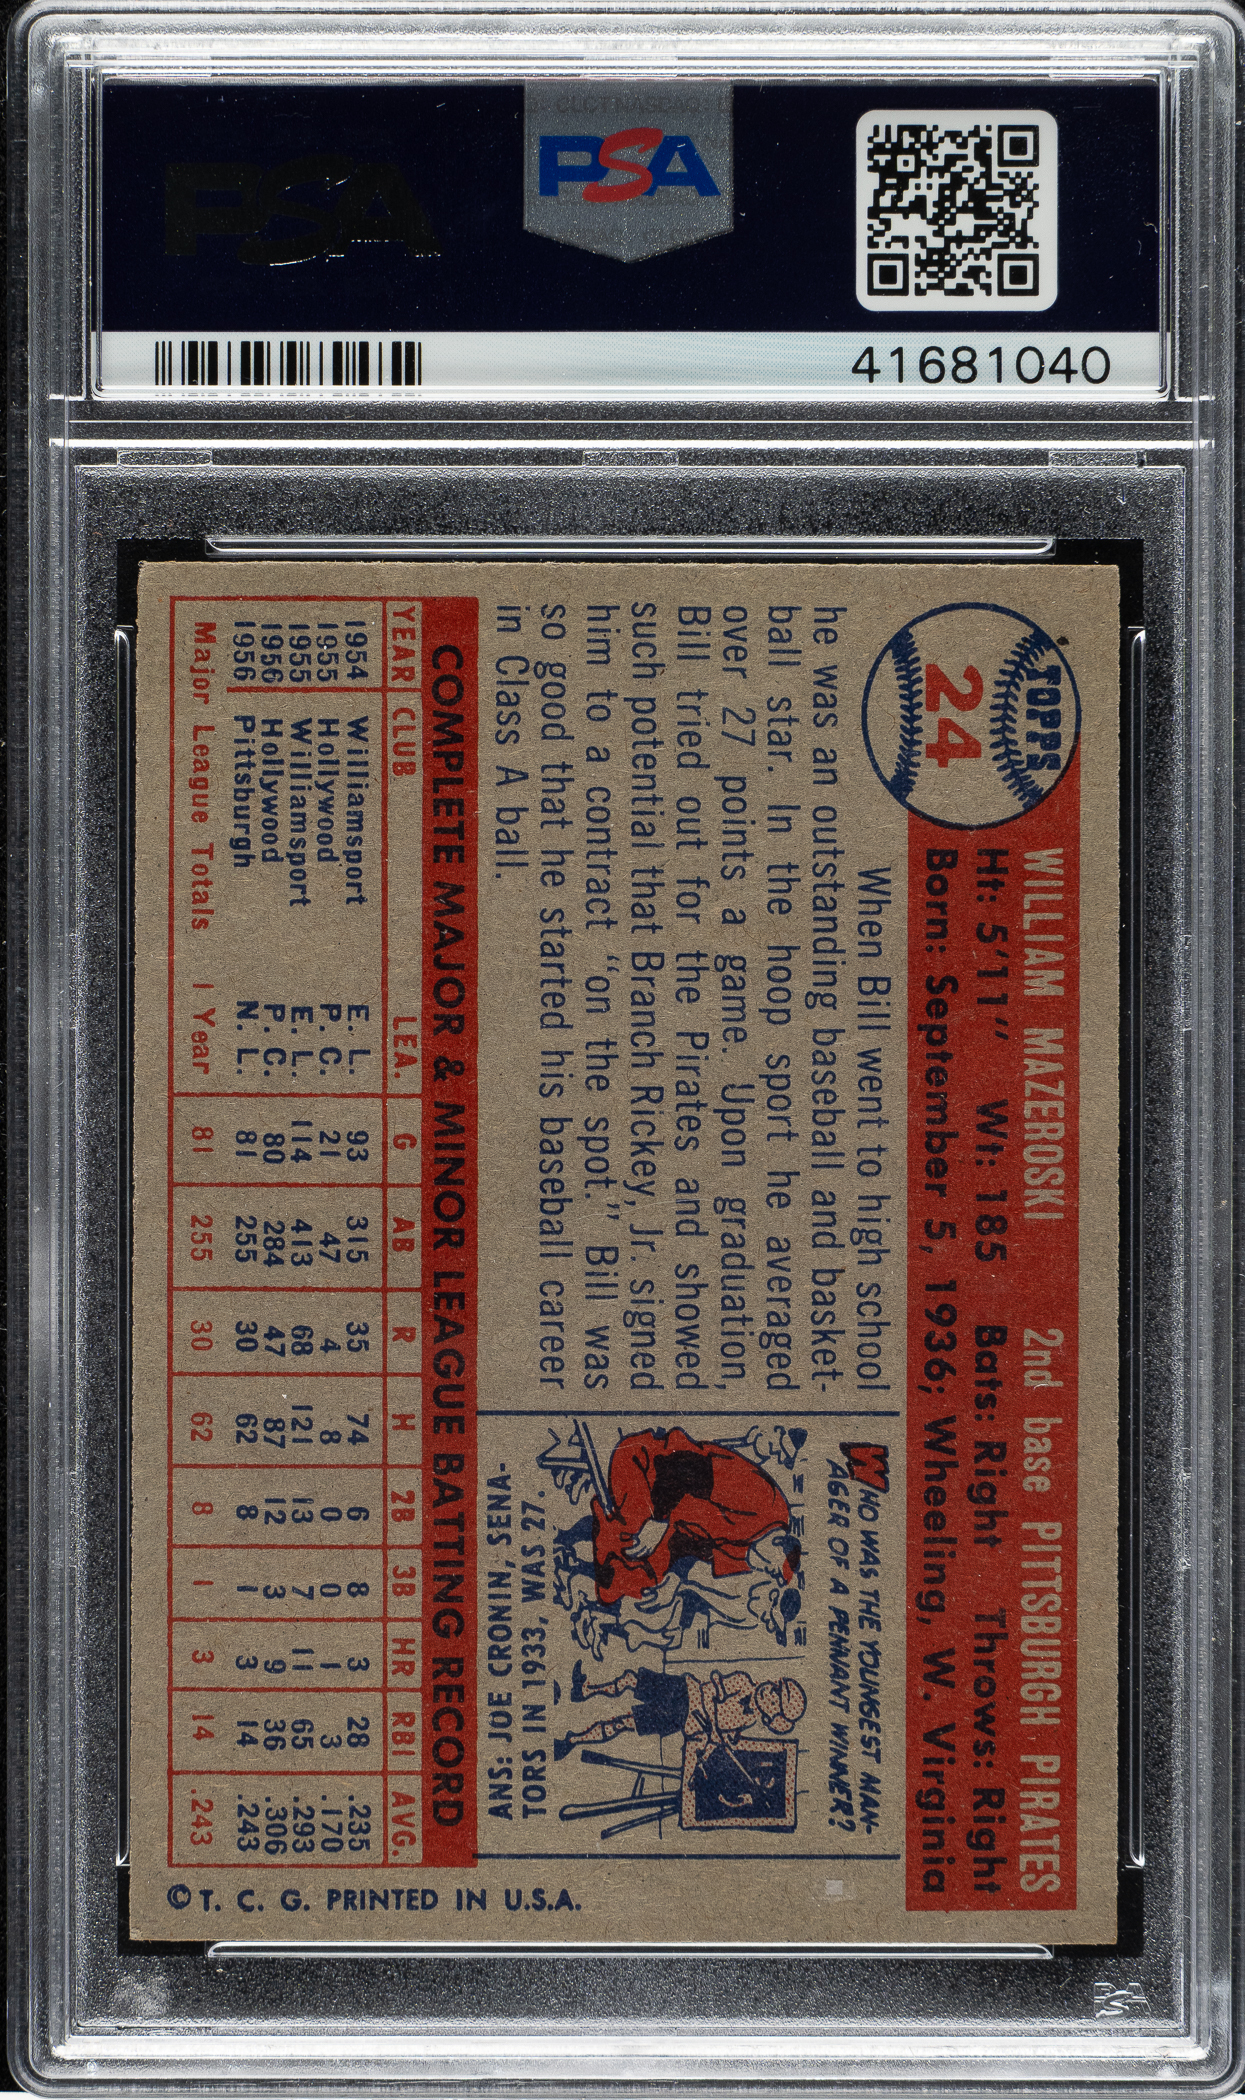 PSA
PSA
41681040
TOPPS
24
WILLIAM MAZEROSKI 2nd base PITTSBURGH PIRATES
Ht: 5'11" Wt: 185 Bats: Right Throws: Right
Born: September 5, 1936; Wheeling, W. Virginia
When Bill went to high school
he was an outstanding baseball and basket-
ball star. In the hoop sport he averaged
over 27 points a game. Upon graduation,
Bill tried out for the Pirates and showed
such potential that Branch Rickey, Jr. signed
him to a contract "on the spot." Bill was
so good that he started his baseball career
in Class A ball.
WHO WAS THE YOUNGEST MAN-
AGER OF A PENNANT WINNER?
ANS: JOE CRONIN, SENA-
TORS IN 1933, WAS 27.
COMPLETE MAJOR & MINOR LEAGUE BATTING RECORD
YEAR CLUB LEA. G AB R H 2B 3B HR RBI AVG.
1954 Williamsport E. L. 93 315 35 74 6 8 3 28 .235
1955 Hollywood P. C. 21 47 4 8 0 0 1 3 .170
1955 Williamsport E. L. 114 413 68 121 13 7 11 65 .293
1956 Hollywood P. C. 80 284 47 87 12 3 9 36 .306
1956 Pittsburgh N. L. 81 255 30 62 8 1 3 14 .243
Major League Totals 1 Year 81 255 30 62 8 1 3 14 .243
© T. C. G. PRINTED IN U.S.A.